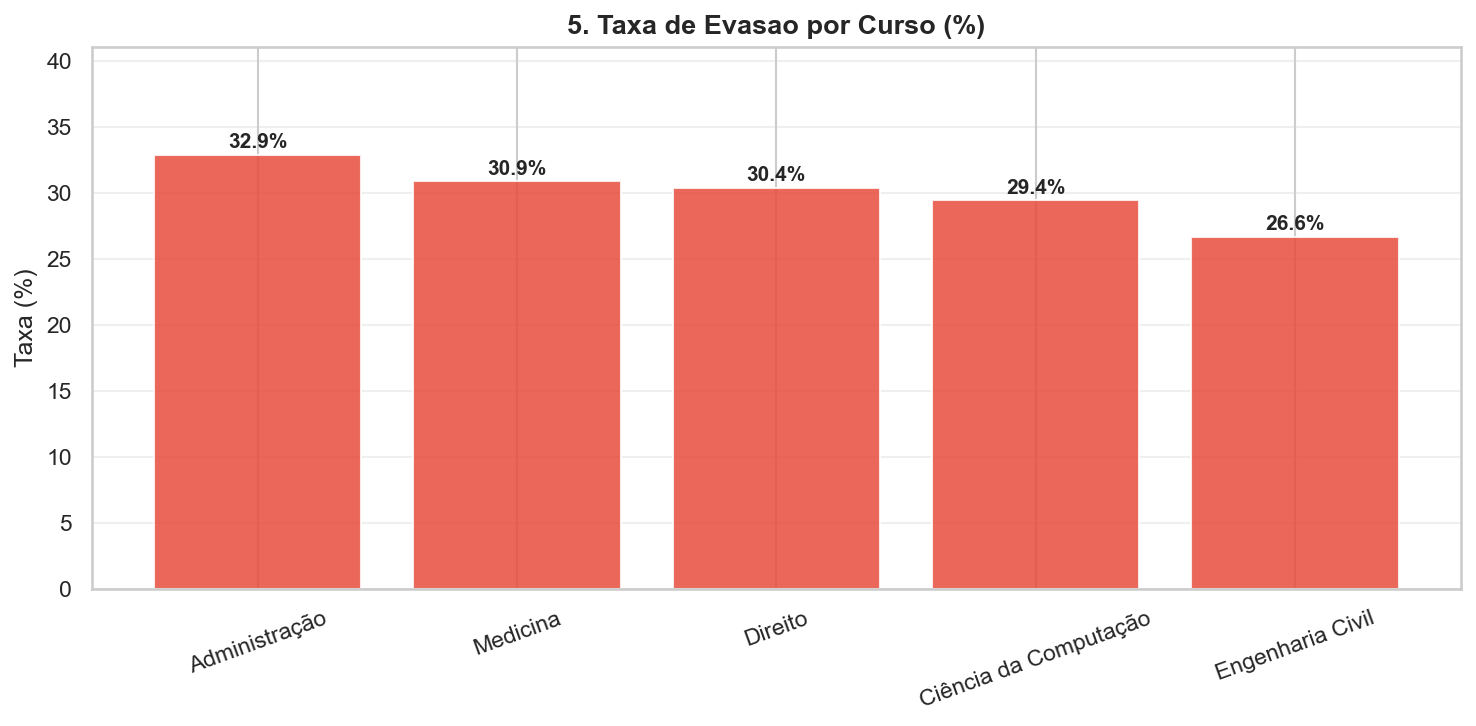 5. Taxa de Evasao por Curso (%)
Taxa (%)
40
35
30
25
20
15
10
5
0
32.9%
30.9%
30.4%
29.4%
26.6%
Administração
Medicina
Direito
Ciência da Computação
Engenharia Civil